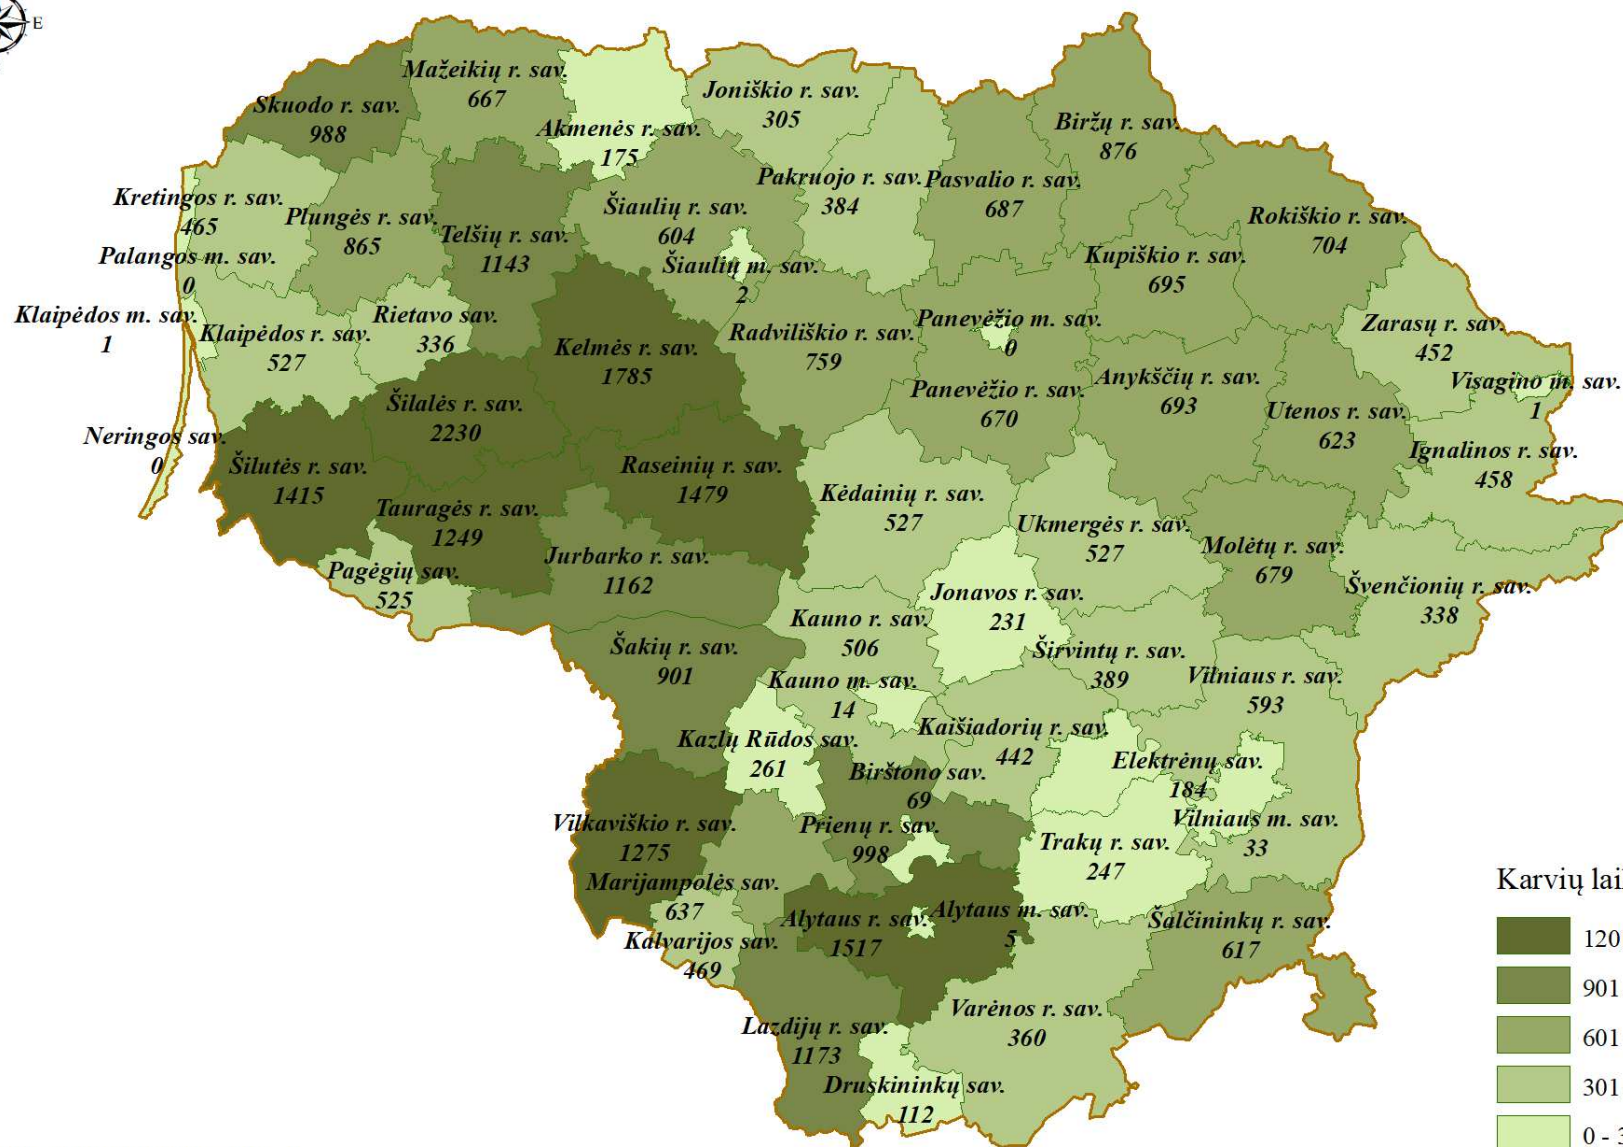 E
Mažeikių r. sav.
667
Skuodo r. sav.
988
Akmenės r. sav.
175
Joniškio r. sav.
305
Biržų r. sav.
876
Kretingos r. sav.
465
Plungės r. sav.
865
Telšių r. sav.
1143
Šiaulių r. sav.
604
Pakruojo r. sav.
384
Pasvalio r. sav.
687
Rokiškio r. sav.
704
Palangos m. sav.
0
Šiaulių m. sav.
2
Kupiškio r. sav.
695
Klaipėdos m. sav.
1
Klaipėdos r. sav.
527
Rietavo sav.
336
Kelmės r. sav.
1785
Radviliškio r. sav.
759
Panevėžio m. sav.
0
Zarasų r. sav.
452
Šilalės r. sav.
2230
Panevėžio r. sav.
670
Anykščių r. sav.
693
Utenos r. sav.
623
Visagino m. sav.
1
Neringos sav.
0
Šilutės r. sav.
1415
Raseinių r. sav.
1479
Ignalinos r. sav.
458
Tauragės r. sav.
1249
Kėdainių r. sav.
527
Ukmergės r. sav.
527
Molėtų r. sav.
679
Pagėgių sav.
525
Jurbarko r. sav.
1162
Jonavos r. sav.
231
Švenčionių r. sav.
338
Šakių r. sav.
901
Kauno r. sav.
506
Širvintų r. sav.
389
Vilniaus r. sav.
593
Kauno m. sav.
14
Kazlų Rūdos sav.
261
Kaišiadorių r. sav.
442
Birštono sav.
69
Elektrėnų sav.
184
Vilkaviškio r. sav.
1275
Prienų r. sav.
998
Trakų r. sav.
247
Vilniaus m. sav.
33
Marijampolės sav.
637
Alytaus r. sav.
1517
Alytaus m. sav.
5
Šalčininkų r. sav.
617
Kalvarijos sav.
469
Lazdijų r. sav.
1173
Varėnos r. sav.
360
Druskininkų sav.
112
Karvių lai
120
901
601
301
0 -